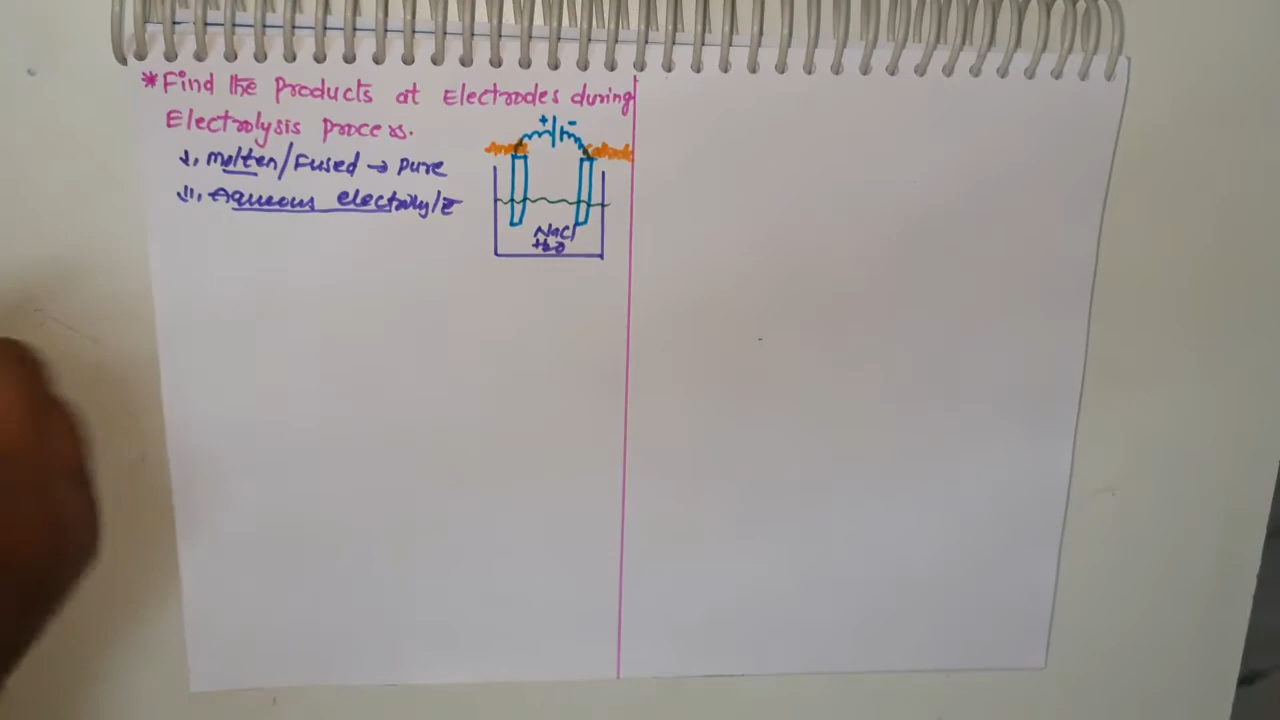 *Find the Products at Electrodes during
Electrolysis process.
i, molten/Fused → pure
ii, Aqueous electrolyte
+ -
Anode Cathode
NaCl
H2O